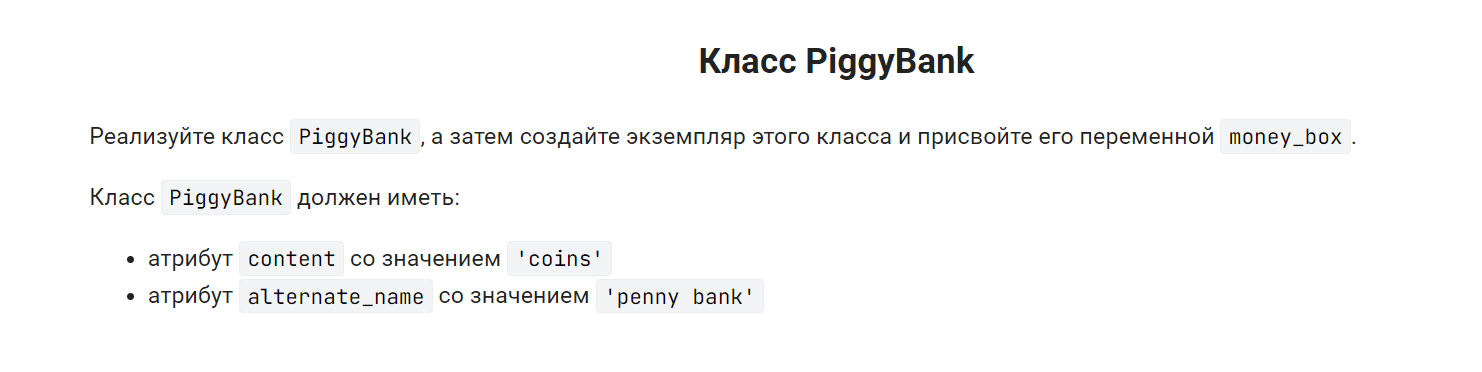 Класс PiggyBank
Реализуйте класс PiggyBank, а затем создайте экземпляр этого класса и присвойте его переменной money_box.
Класс PiggyBank должен иметь:
• атрибут content со значением 'coins'
• атрибут alternate_name со значением 'penny bank'